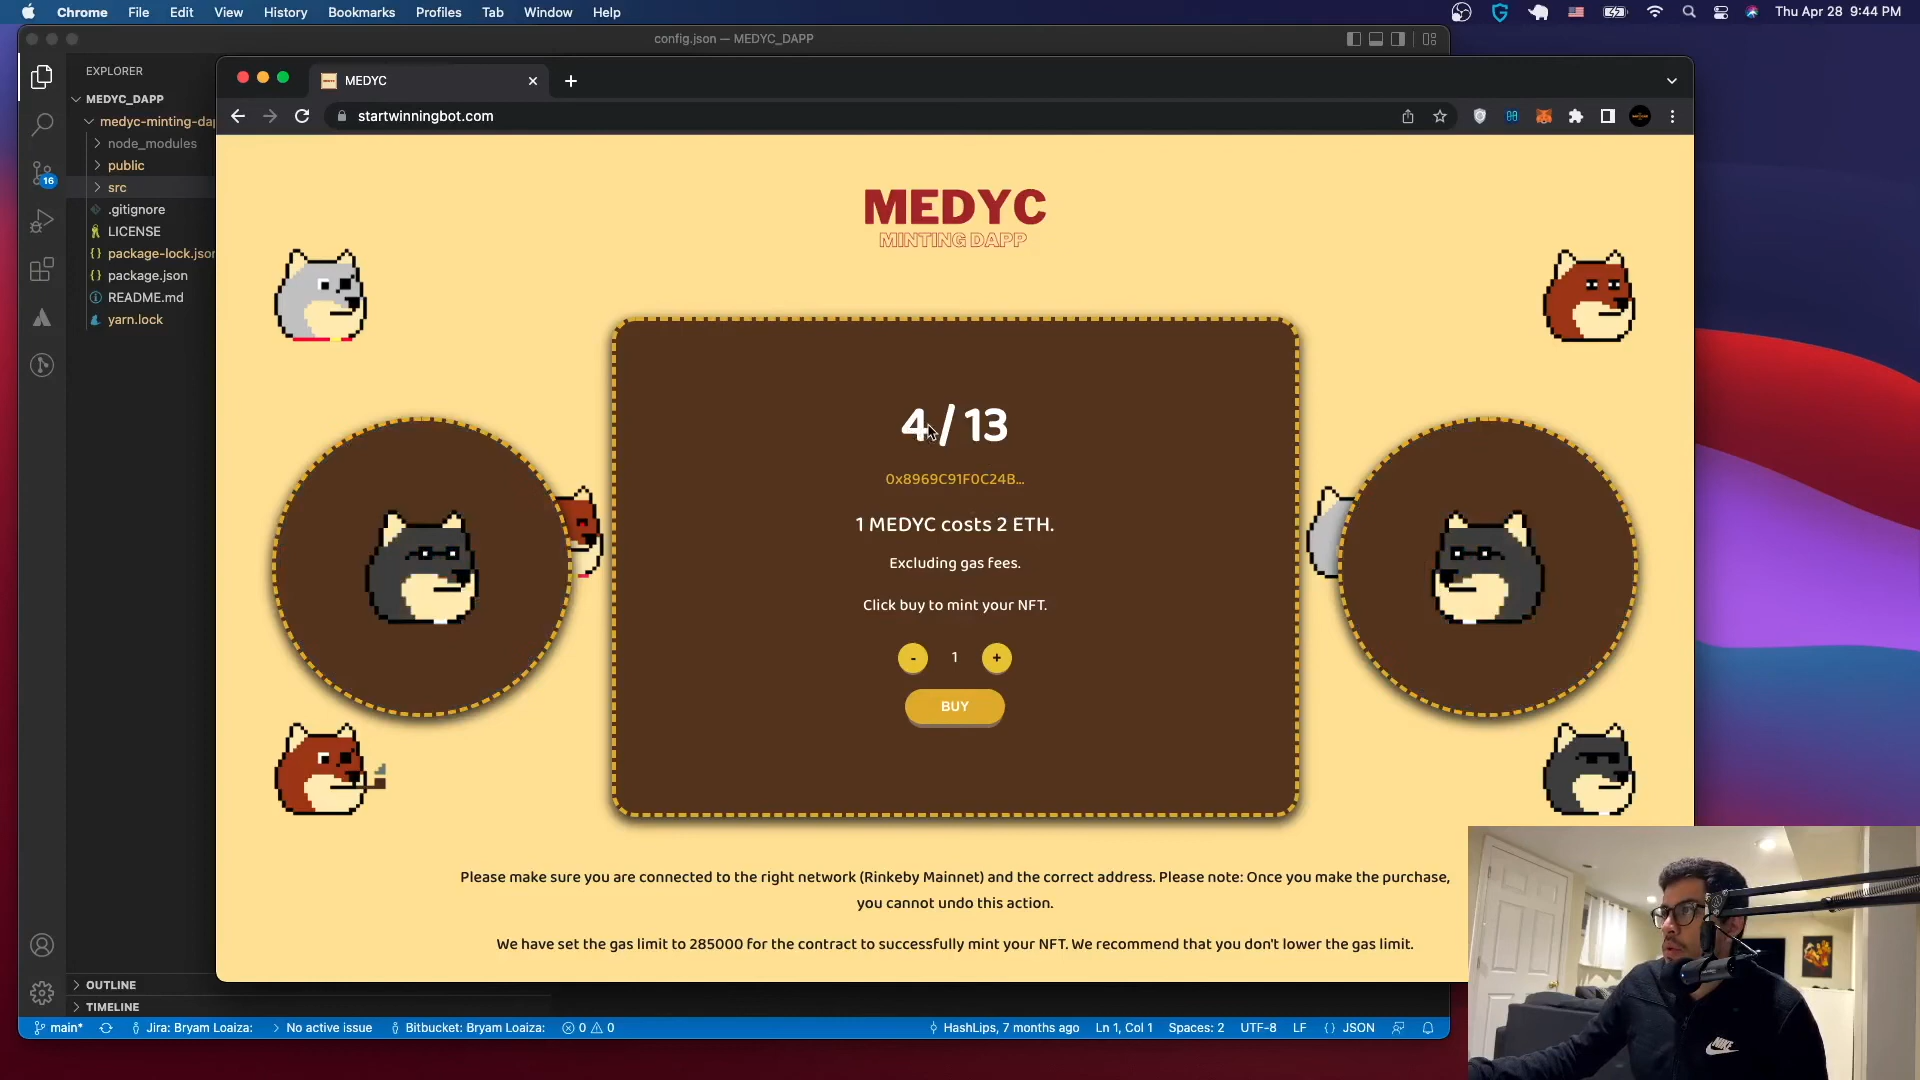 Chrome File Edit View History Bookmarks Profiles Tab Window Help
Thu Apr 28 9:44 PM
config.json — MEDYC_DAPP
EXPLORER
MEDYC_DAPP
medyc-minting-da
node_modules
public
src
.gitignore
LICENSE
package-lock.json
package.json
README.md
yarn.lock
16
OUTLINE
TIMELINE
MEDYC
startwinningbot.com
MEDYC
MINTING DAPP
4 / 13
0x8969C91F0C24B...
1 MEDYC costs 2 ETH.
Excluding gas fees.
Click buy to mint your NFT.
- 1 +
BUY
Please make sure you are connected to the right network (Rinkeby Mainnet) and the correct address. Please note: Once you make the purchase,
you cannot undo this action.
We have set the gas limit to 285000 for the contract to successfully mint your NFT. We recommend that you don't lower the gas limit.
main* Jira: Bryam Loaiza: No active issue Bitbucket: Bryam Loaiza: 0 0 HashLips, 7 months ago Ln 1, Col 1 Spaces: 2 UTF-8 LF {} JSON